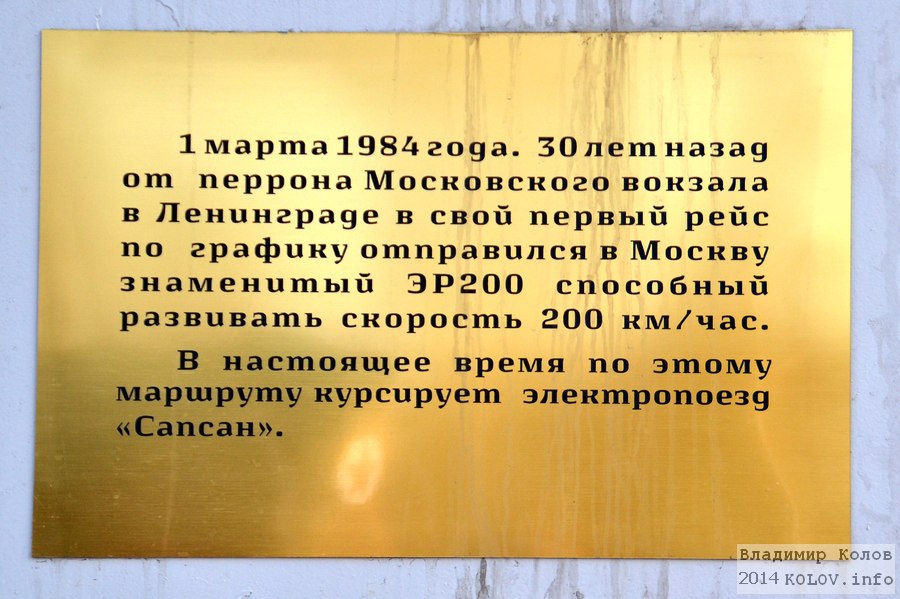 1 марта 1984 года. 30 лет назад
от перрона Московского вокзала
в Ленинграде в свой первый рейс
по графику отправился в Москву
знаменитый ЭР200 способный
развивать скорость 200 км/час.
В настоящее время по этому
маршруту курсирует электропоезд
«Сапсан».
Владимир Колов
2014 KOLOV.info